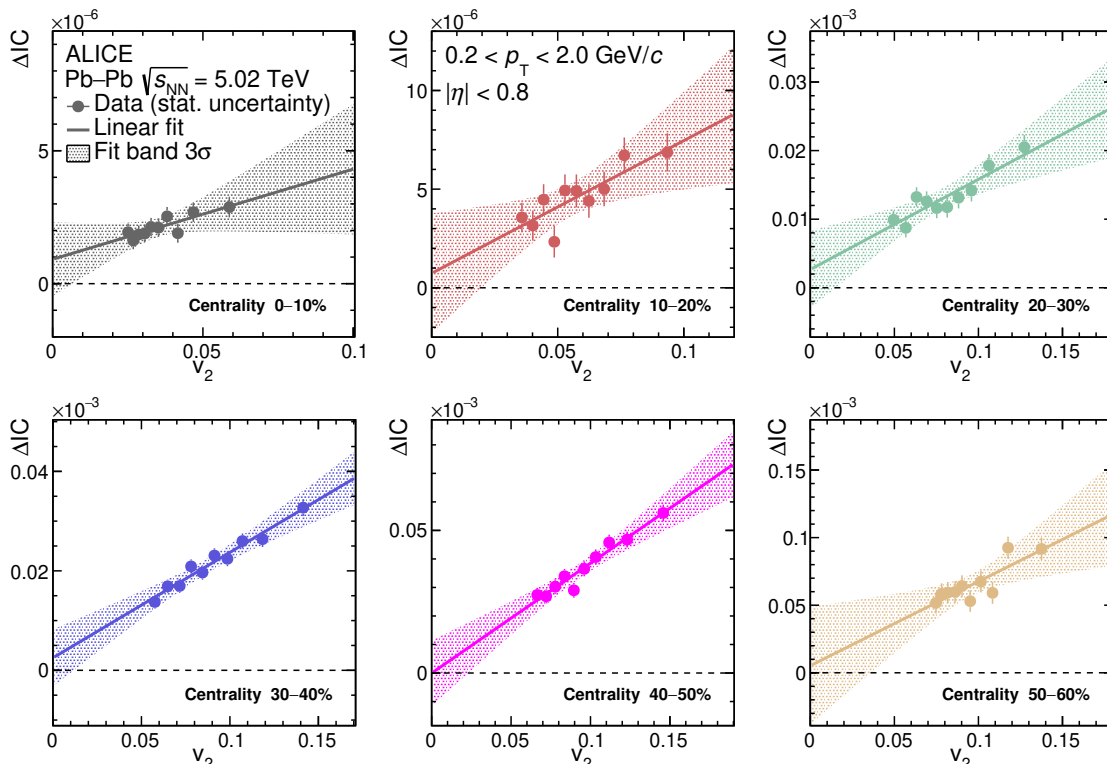 ×10⁻⁶
ΔIC
ALICE
Pb–Pb √s_NN = 5.02 TeV
Data (stat. uncertainty)
Linear fit
Fit band 3σ
5
0
Centrality 0–10%
0 0.05 0.1
v₂
×10⁻⁶
ΔIC
0.2 < p_T < 2.0 GeV/c
|η| < 0.8
10
5
0
Centrality 10–20%
0 0.05 0.1
v₂
×10⁻³
ΔIC
0.03
0.02
0.01
0
Centrality 20–30%
0 0.05 0.1 0.15
v₂
×10⁻³
ΔIC
0.04
0.02
0
Centrality 30–40%
0 0.05 0.1 0.15
v₂
×10⁻³
ΔIC
0.05
0
Centrality 40–50%
0 0.05 0.1 0.15
v₂
×10⁻³
ΔIC
0.15
0.1
0.05
0
Centrality 50–60%
0 0.05 0.1 0.15
v₂